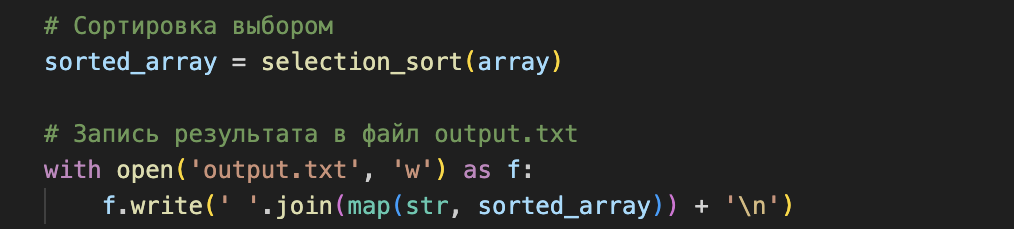 # Сортировка выбором
sorted_array = selection_sort(array)
# Запись результата в файл output.txt
with open('output.txt', 'w') as f:
f.write(' '.join(map(str, sorted_array)) + '\n')